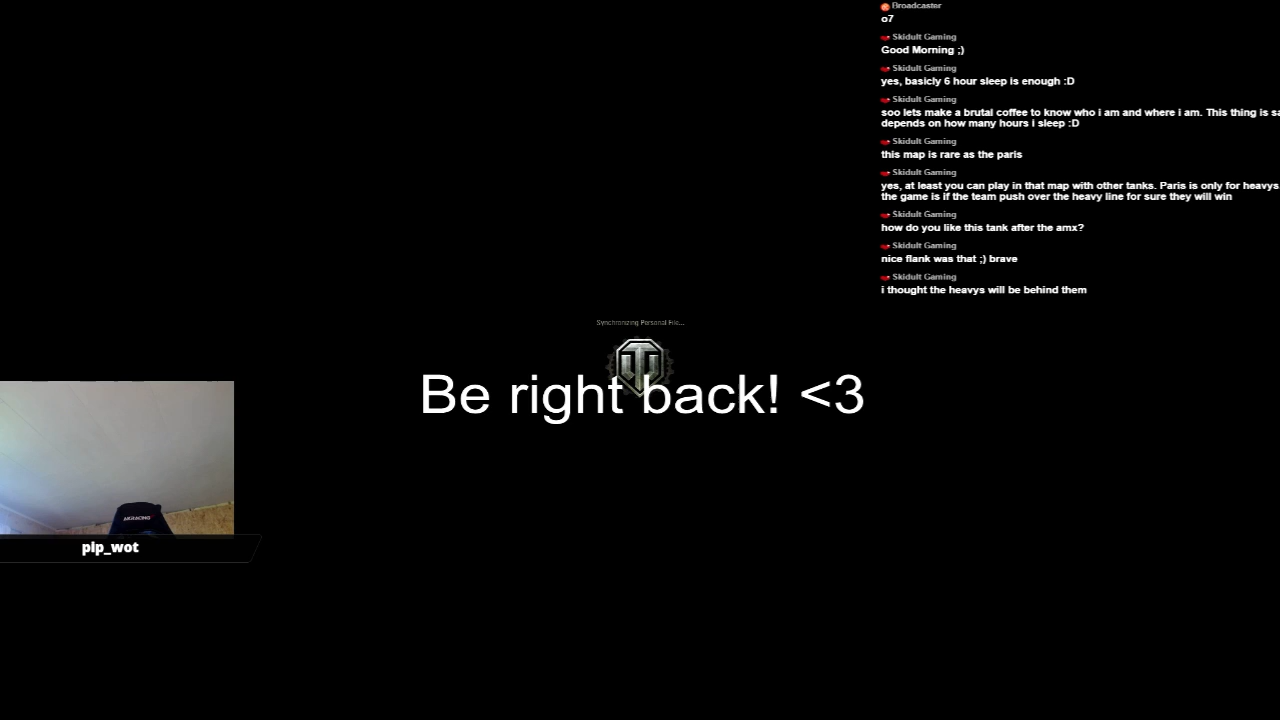 Broadcaster
o7
Skidult Gaming
Good Morning ;)
Skidult Gaming
yes, basicly 6 hour sleep is enough :D
Skidult Gaming
soo lets make a brutal coffee to know who i am and where i am. This thing is
depends on how many hours i sleep :D
Skidult Gaming
this map is rare as the paris
Skidult Gaming
yes, at least you can play in that map with other tanks. Paris is only for heavys
the game is if the team push over the heavy line for sure they will win
Skidult Gaming
how do you like this tank after the amx?
Skidult Gaming
nice flank was that ;) brave
Skidult Gaming
i thought the heavys will be behind them
Synchronizing Personal File...
Be right back! <3
AKRACING
pip_wot